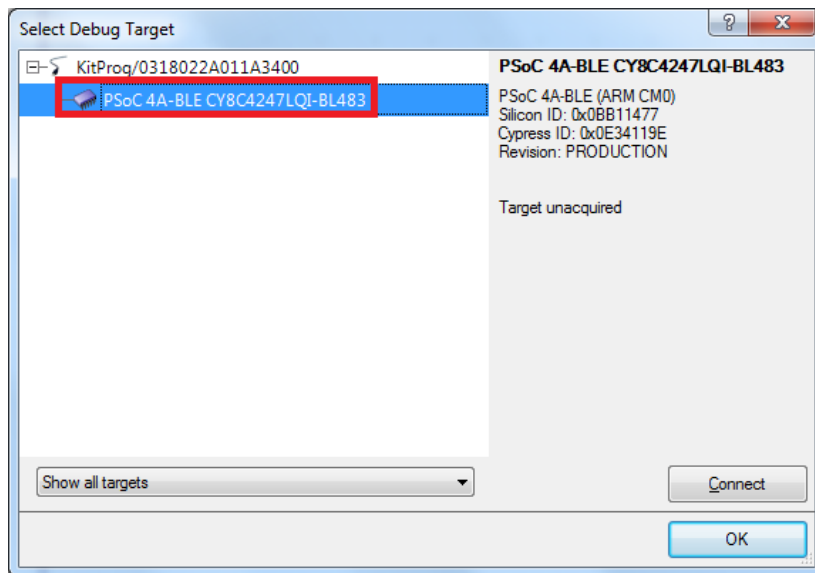 Select Debug Target
KitProg/0318022A011A3400
PSoC 4A-BLE CY8C4247LQI-BL483
PSoC 4A-BLE CY8C4247LQI-BL483
PSoC 4A-BLE (ARM CM0)
Silicon ID: 0x0BB11477
Cypress ID: 0x0E34119E
Revision: PRODUCTION
Target unacquired
Show all targets
Connect
OK